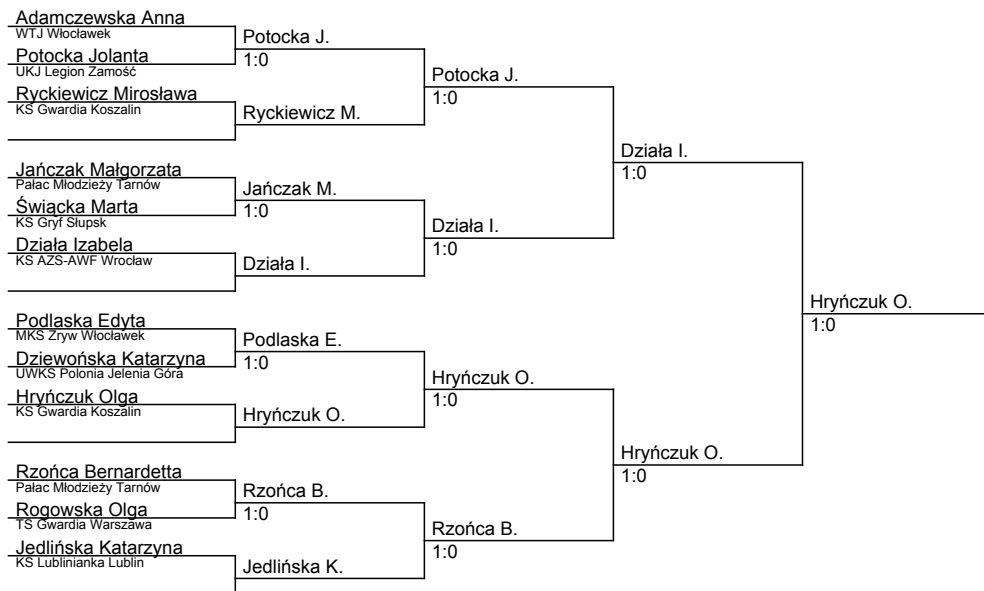 Adamczewska Anna
WTJ Włocławek
Potocka J.
1:0
Potocka Jolanta
UKJ Legion Zamość
Potocka J.
1:0
Ryckiewicz Mirosława
KS Gwardia Koszalin
Ryckiewicz M.
Działa I.
1:0
Jańczak Małgorzata
Pałac Młodzieży Tarnów
Jańczak M.
1:0
Świącka Marta
KS Gryf Słupsk
Działa I.
1:0
Działa Izabela
KS AZS-AWF Wrocław
Działa I.
Hryńczuk O.
1:0
Podlaska Edyta
MKS Zryw Włocławek
Podlaska E.
1:0
Dziewońska Katarzyna
UWKS Polonia Jelenia Góra
Hryńczuk O.
1:0
Hryńczuk Olga
KS Gwardia Koszalin
Hryńczuk O.
Hryńczuk O.
1:0
Rzońca Bernardetta
Pałac Młodzieży Tarnów
Rzońca B.
1:0
Rogowska Olga
TS Gwardia Warszawa
Rzońca B.
1:0
Jedlińska Katarzyna
KS Lublinianka Lublin
Jedlińska K.